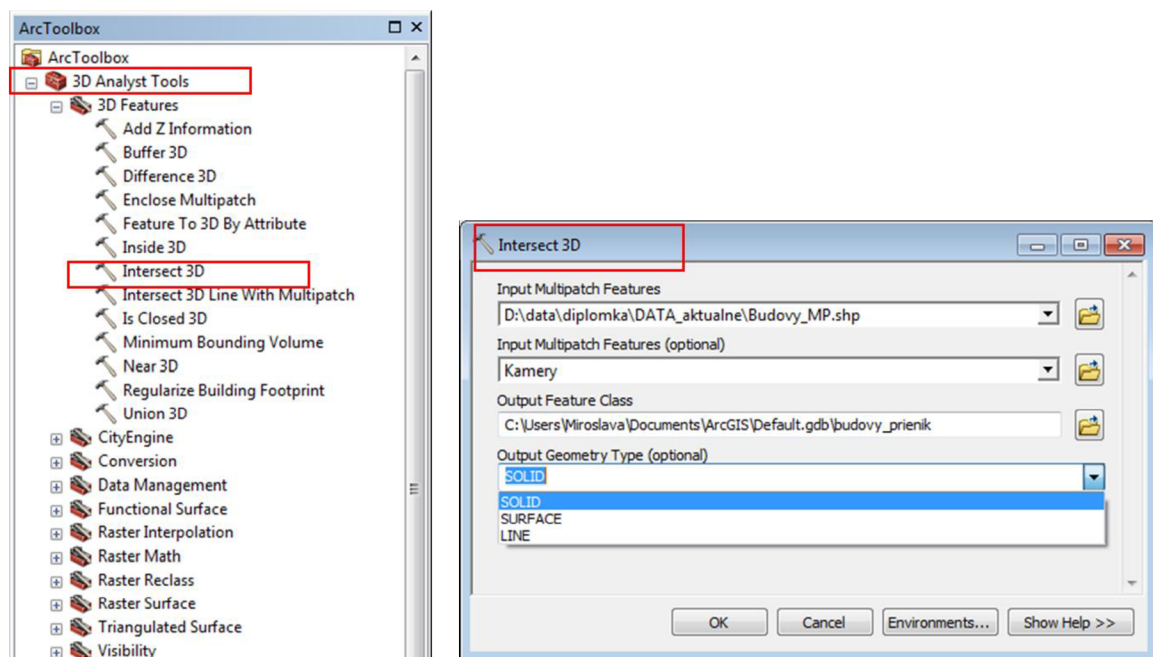 ArcToolbox
ArcToolbox
3D Analyst Tools
3D Features
Add Z Information
Buffer 3D
Difference 3D
Enclose Multipatch
Feature To 3D By Attribute
Inside 3D
Intersect 3D
Intersect 3D Line With Multipatch
Is Closed 3D
Minimum Bounding Volume
Near 3D
Regularize Building Footprint
Union 3D
CityEngine
Conversion
Data Management
Functional Surface
Raster Interpolation
Raster Math
Raster Reclass
Raster Surface
Triangulated Surface
Visibility
Intersect 3D
Input Multipatch Features
D:\data\diplomka\DATA_aktualne\Budovy_MP.shp
Input Multipatch Features (optional)
Kamery
Output Feature Class
C:\Users\Miroslava\Documents\ArcGIS\Default.gdb\budovy_prienik
Output Geometry Type (optional)
SOLID
SOLID
SURFACE
LINE
OK Cancel Environments... Show Help >>